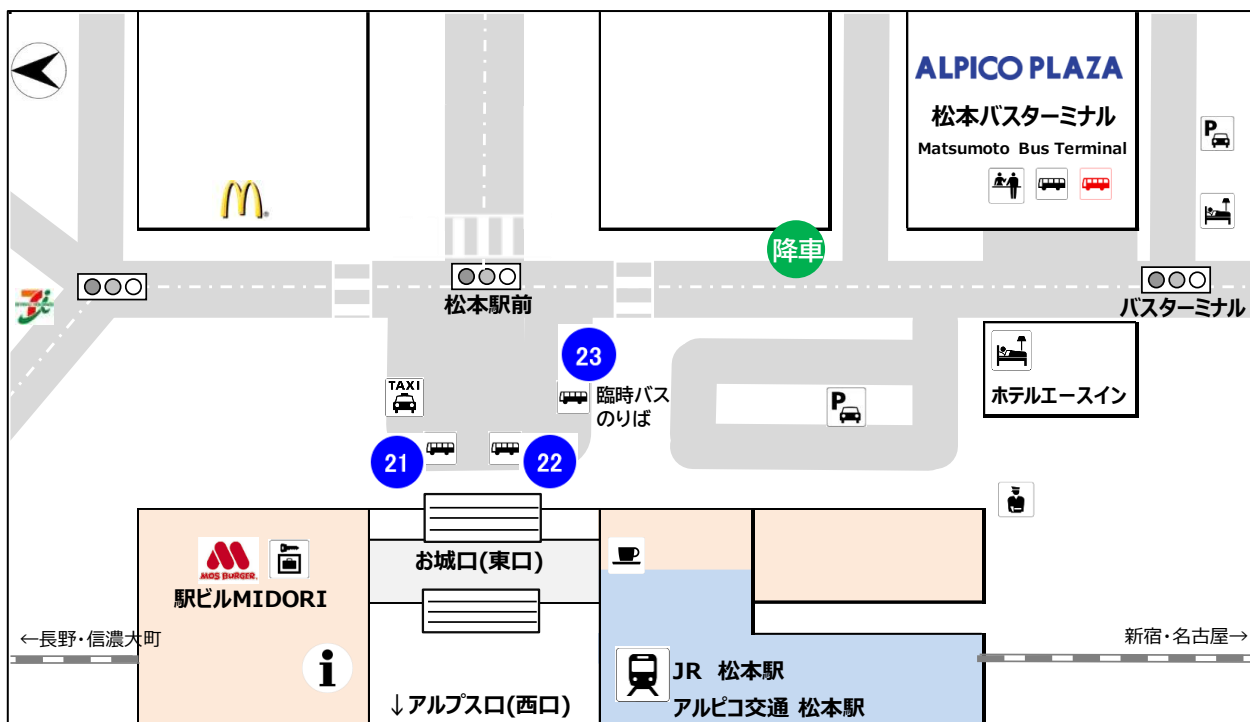 ALPICO PLAZA
松本バスターミナル
Matsumoto Bus Terminal
P
降車
松本駅前
バスターミナル
23
TAXI
臨時バス
のりば
P
ホテルエースイン
21
22
お城口(東口)
MOS BURGER
駅ビルMIDORI
←長野・信濃大町
新宿・名古屋→
i
JR 松本駅
↓アルプス口(西口)
アルピコ交通 松本駅